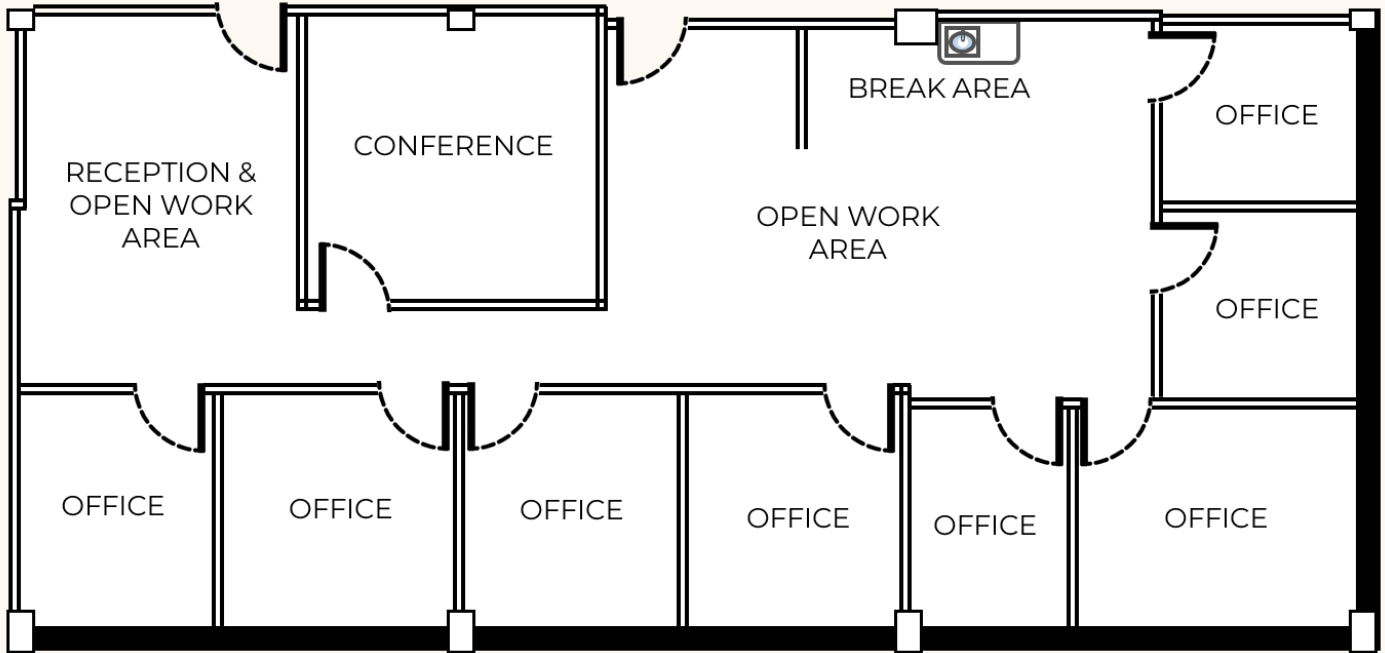 BREAK AREA
OFFICE
CONFERENCE
RECEPTION &
OPEN WORK
AREA
OPEN WORK
AREA
OFFICE
OFFICE
OFFICE
OFFICE
OFFICE
OFFICE
OFFICE